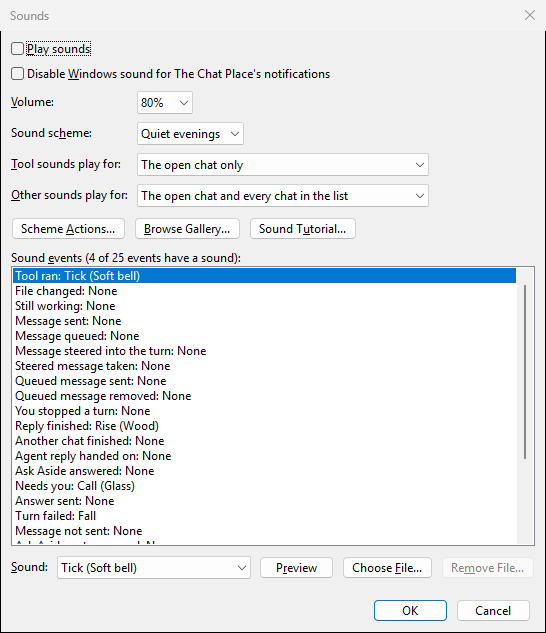 Sounds
Play sounds
Disable Windows sound for The Chat Place's notifications
Volume: 80%
Sound scheme: Quiet evenings
Tool sounds play for: The open chat only
Other sounds play for: The open chat and every chat in the list
Scheme Actions... Browse Gallery... Sound Tutorial...
Sound events (4 of 25 events have a sound):
Tool ran: Tick (Soft bell)
File changed: None
Still working: None
Message sent: None
Message queued: None
Message steered into the turn: None
Steered message taken: None
Queued message sent: None
Queued message removed: None
You stopped a turn: None
Reply finished: Rise (Wood)
Another chat finished: None
Agent reply handed on: None
Ask Aside answered: None
Needs you: Call (Glass)
Answer sent: None
Turn failed: Fall
Message not sent: None
Sound: Tick (Soft bell) Preview Choose File... Remove File...
OK Cancel